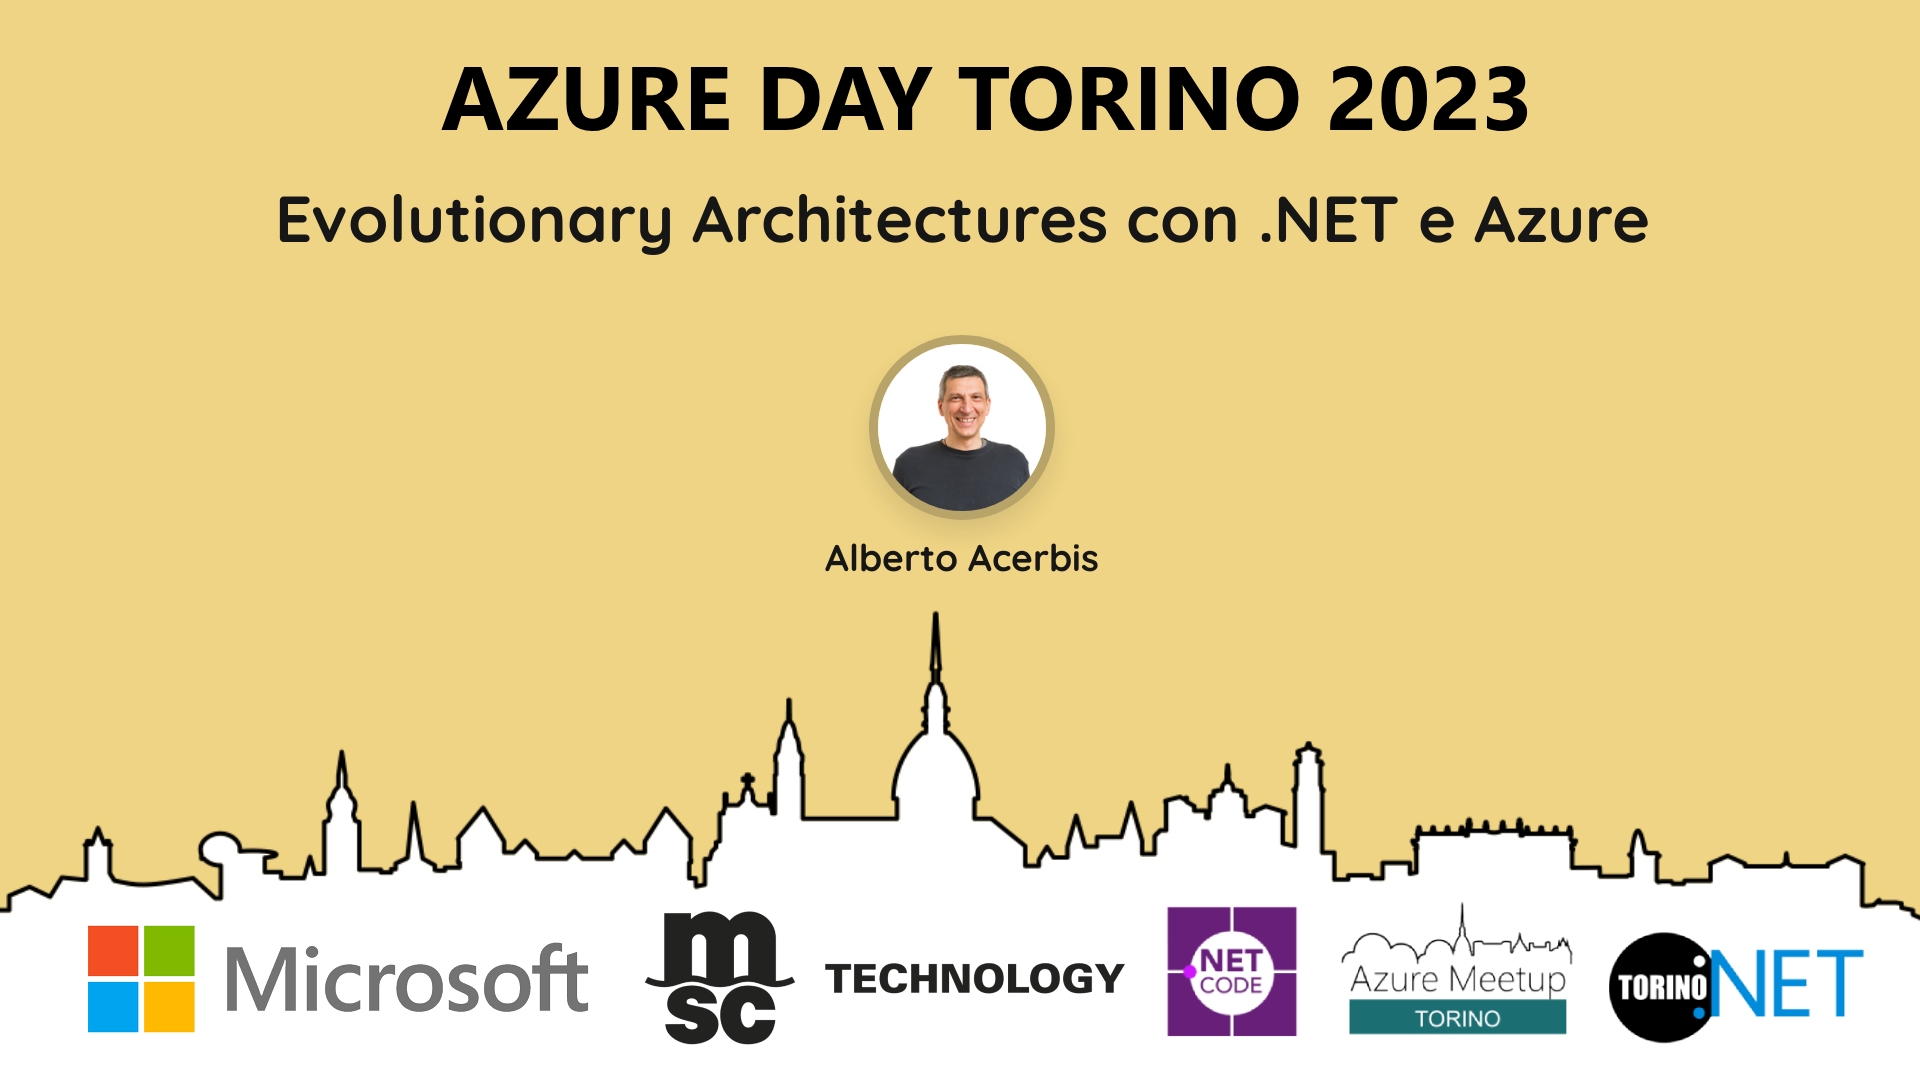 AZURE DAY TORINO 2023
Evolutionary Architectures con .NET e Azure
Alberto Acerbis
Microsoft
msc
TECHNOLOGY
.NET
CODE
Azure Meetup
TORINO
TORINO.NET